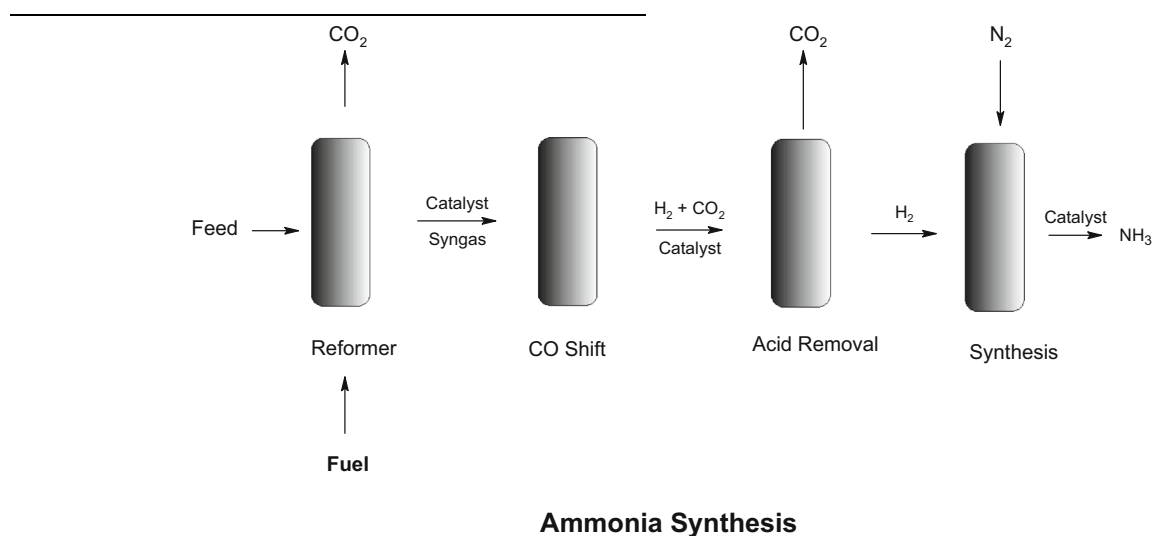 CO₂
CO₂
N₂
Feed
Catalyst
Syngas
H₂ + CO₂
Catalyst
H₂
Catalyst
NH₃
Reformer
CO Shift
Acid Removal
Synthesis
Fuel
Ammonia Synthesis